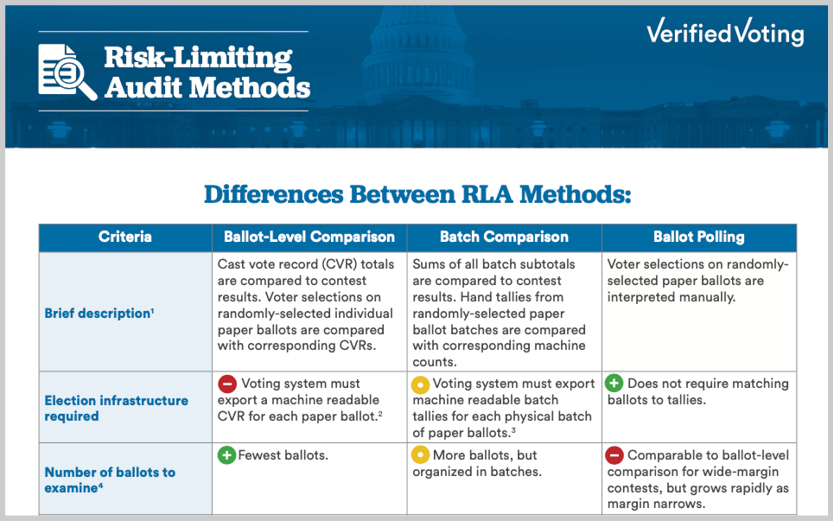 VerifiedVoting
Risk-Limiting
Audit Methods
Differences Between RLA Methods:
Criteria
Ballot-Level Comparison
Batch Comparison
Ballot Polling
Brief description¹
Cast vote record (CVR) totals
are compared to contest
results. Voter selections on
randomly-selected individual
paper ballots are compared
with corresponding CVRs.
Sums of all batch subtotals
are compared to contest
results. Hand tallies from
randomly-selected paper
ballot batches are compared
with corresponding machine
counts.
Voter selections on randomly-
selected paper ballots are
interpreted manually.
Election infrastructure
required
Voting system must
export a machine readable
CVR for each paper ballot.²
Voting system must export
machine readable batch
tallies for each physical batch
of paper ballots.³
Does not require matching
ballots to tallies.
Number of ballots to
examine⁴
Fewest ballots.
More ballots, but
organized in batches.
Comparable to ballot-level
comparison for wide-margin
contests, but grows rapidly as
margin narrows.